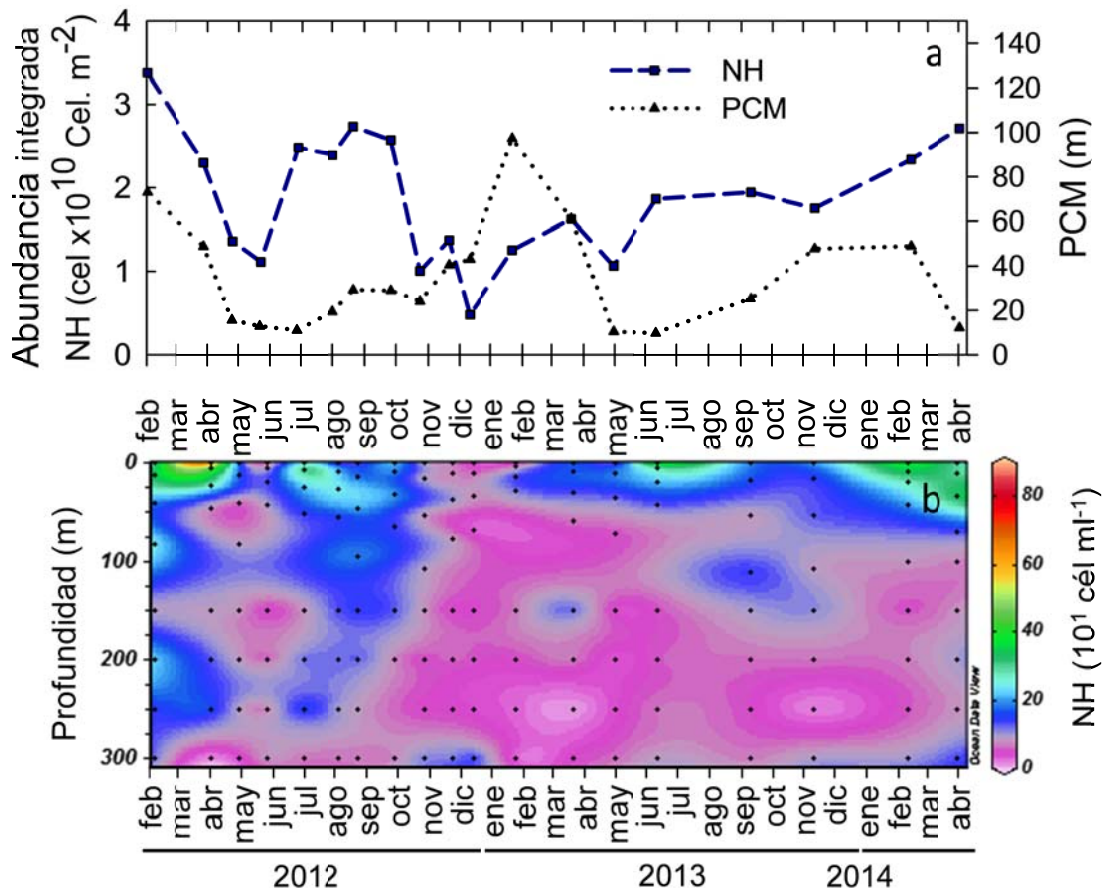 Abundancia integrada
NH (cel x10^10 Cel. m^-2)
4
3
2
1
0
a
NH
PCM
140
120
100
80
60
40
20
0
PCM (m)
feb mar abr may jun jul ago sep oct nov dic ene feb mar abr may jun jul ago sep oct nov dic ene feb mar abr
b
Profundidad (m)
0
100
200
300
Ocean Data View
80
60
40
20
0
NH (10^1 cél ml^-1)
feb mar abr may jun jul ago sep oct nov dic ene feb mar abr may jun jul ago sep oct nov dic ene feb mar abr
2012
2013
2014